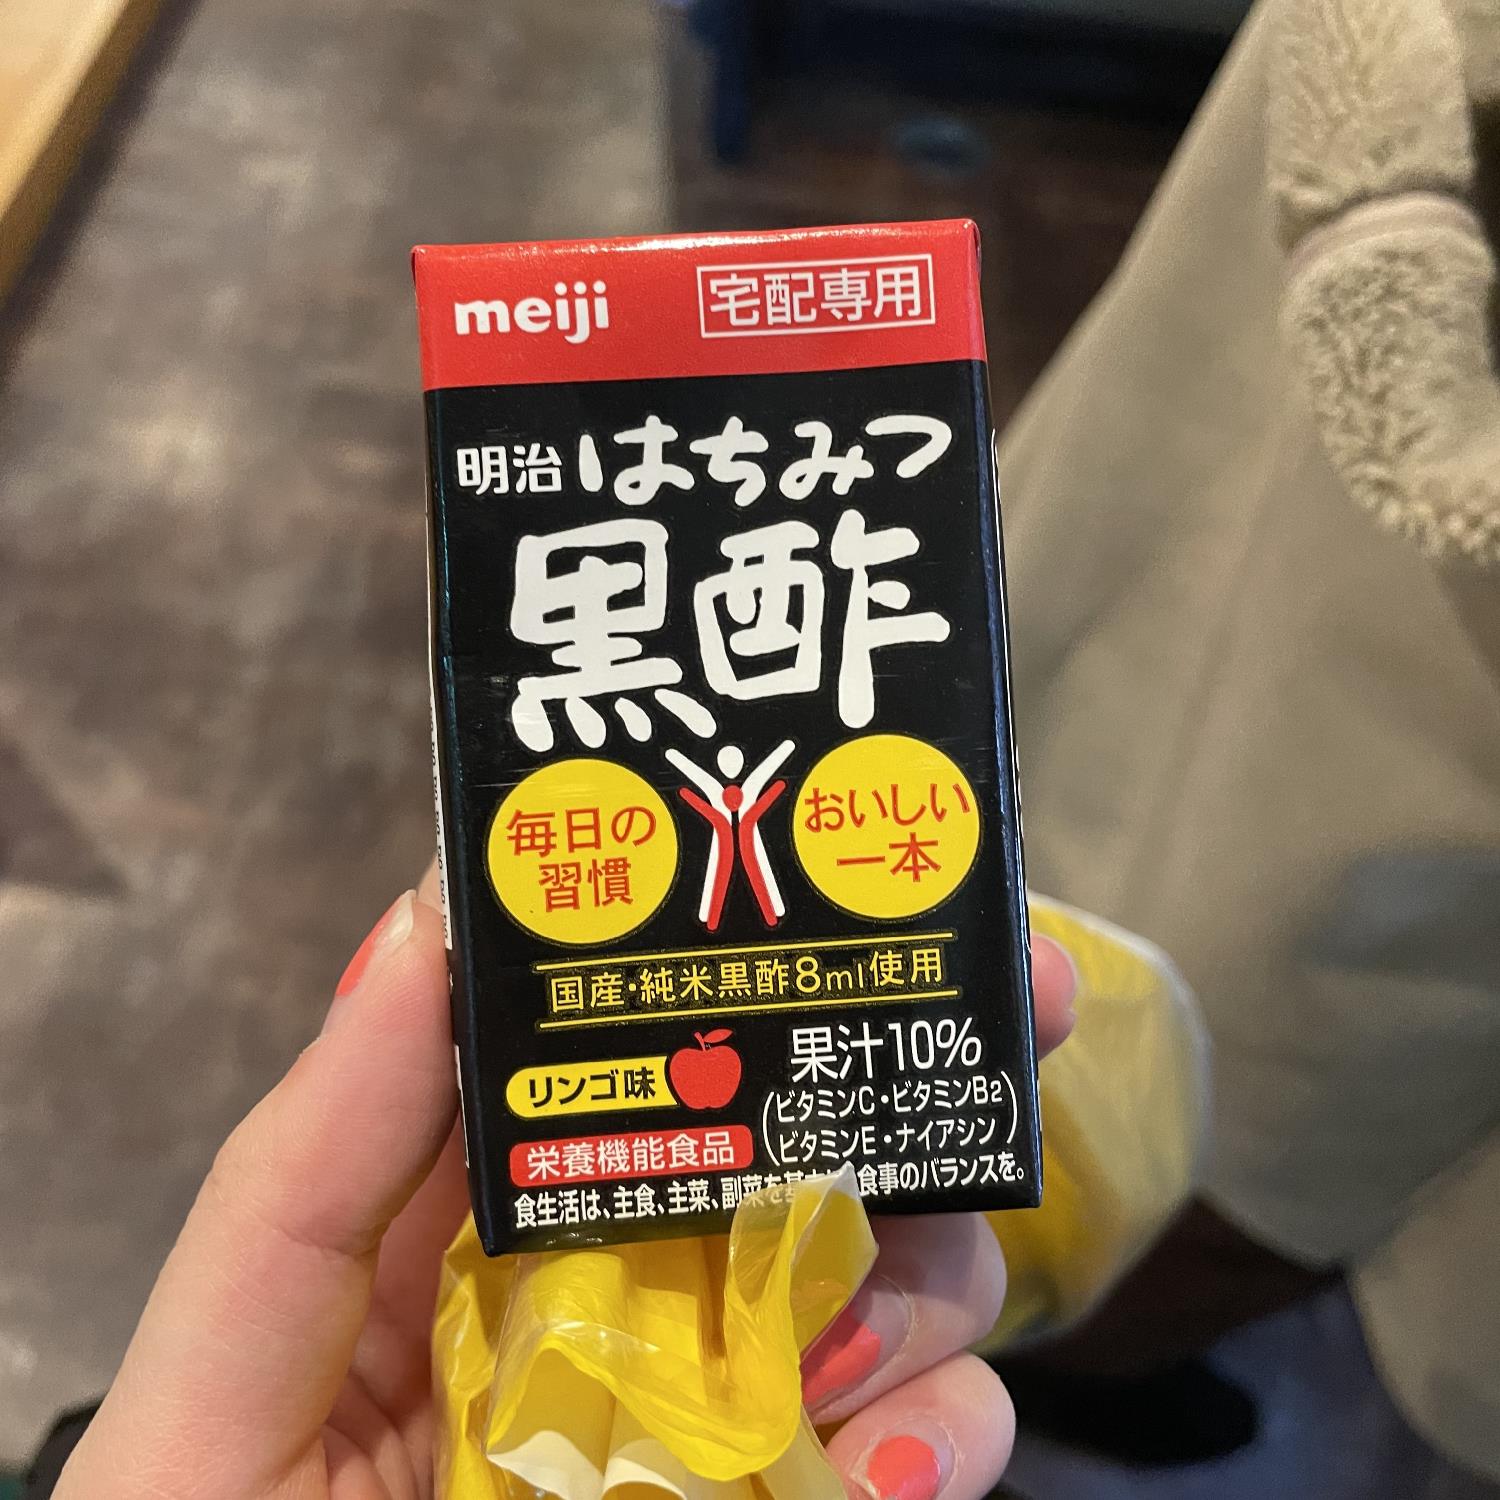 meiji
宅配専用
明治 はちみつ
黒酢
毎日の
習慣
おいしい
一本
国産・純米黒酢8ml使用
リンゴ味
果汁10%
(ビタミンC・ビタミンB2
ビタミンE・ナイアシン)
栄養機能食品
食生活は、主食、主菜、副菜を基 食事のバランスを。